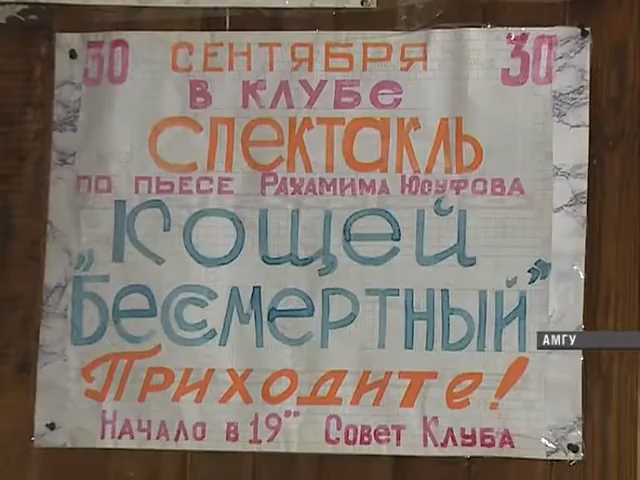 30 СЕНТЯБРЯ 30
В КЛУБЕ
СПЕКТАКЛЬ
ПО ПЬЕСЕ РАХАМИМА ЮСУФОВА
"КОЩЕЙ
БЕССМЕРТНЫЙ"
ПРИХОДИТЕ!
НАЧАЛО В 19°° СОВЕТ КЛУБА
АМГУ